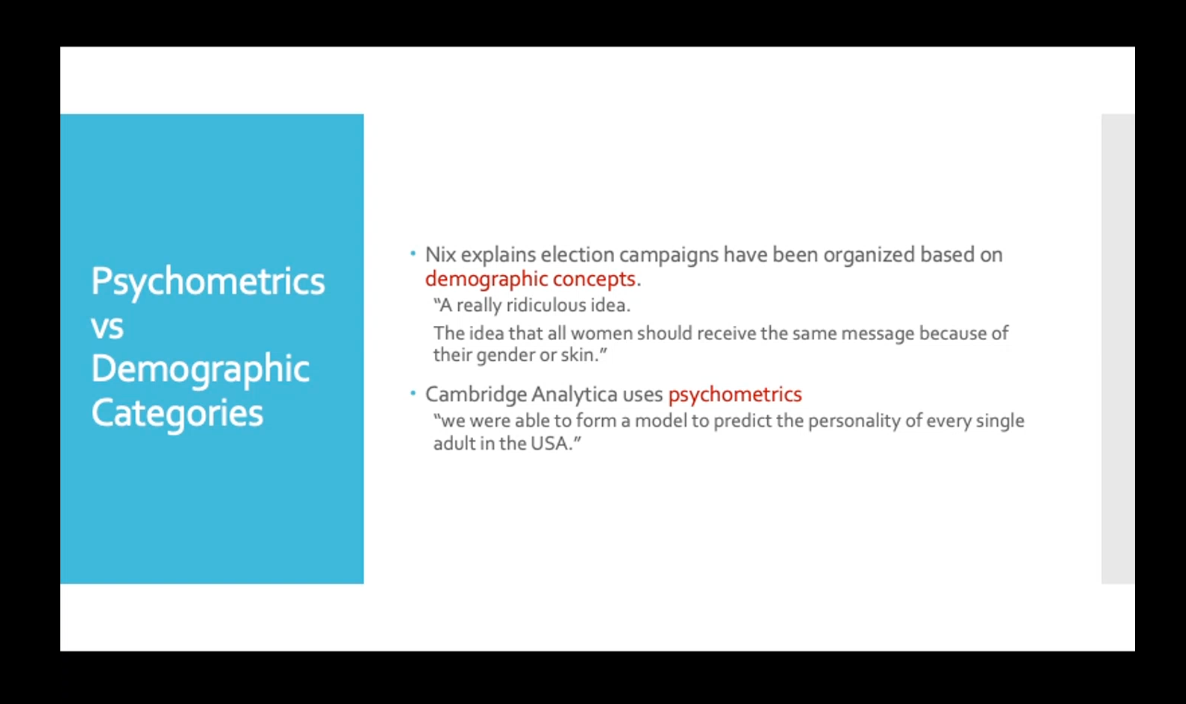 Psychometrics
vs
Demographic
Categories
• Nix explains election campaigns have been organized based on
demographic concepts.
“A really ridiculous idea.
The idea that all women should receive the same message because of
their gender or skin.”
• Cambridge Analytica uses psychometrics
“we were able to form a model to predict the personality of every single
adult in the USA.”